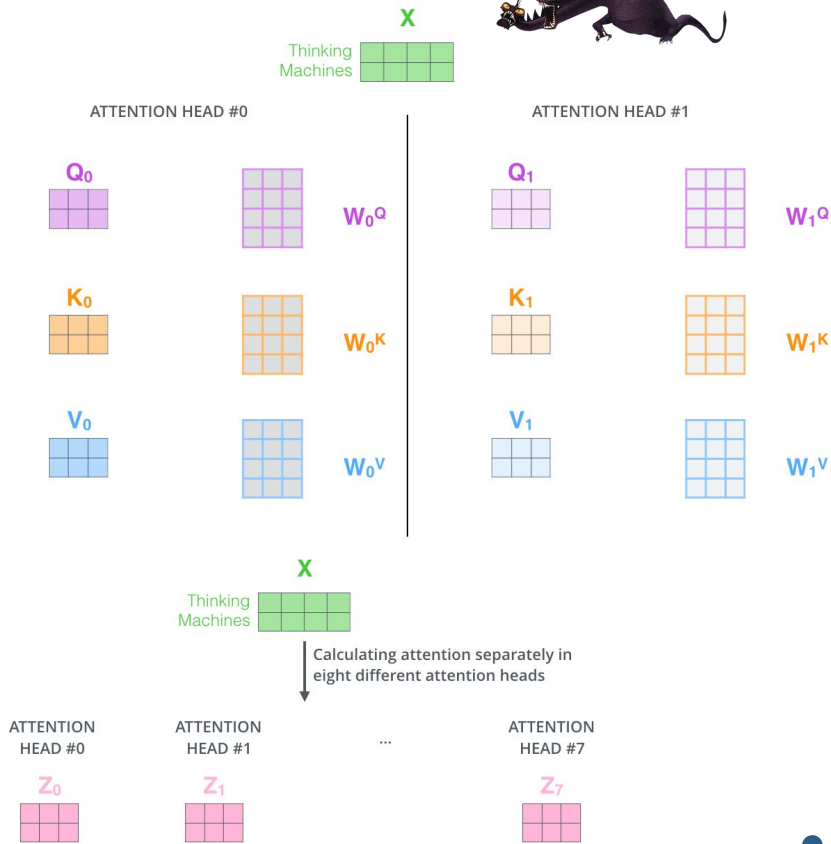 X
Thinking
Machines
ATTENTION HEAD #0
ATTENTION HEAD #1
Q₀
W₀Q
Q₁
W₁Q
K₀
W₀K
K₁
W₁K
V₀
W₀V
V₁
W₁V
X
Thinking
Machines
Calculating attention separately in
eight different attention heads
ATTENTION
HEAD #0
ATTENTION
HEAD #1
...
ATTENTION
HEAD #7
Z₀
Z₁
Z₇